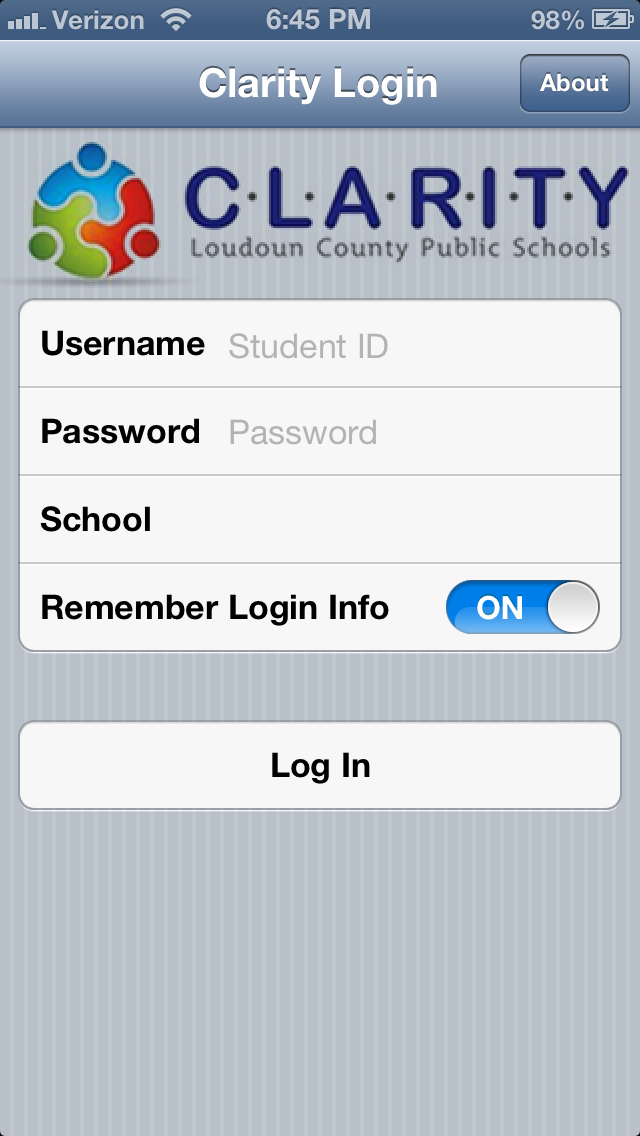 Verizon 6:45 PM 98%
Clarity Login About
C·L·A·R·I·T·Y
Loudoun County Public Schools
Username Student ID
Password Password
School
Remember Login Info ON
Log In